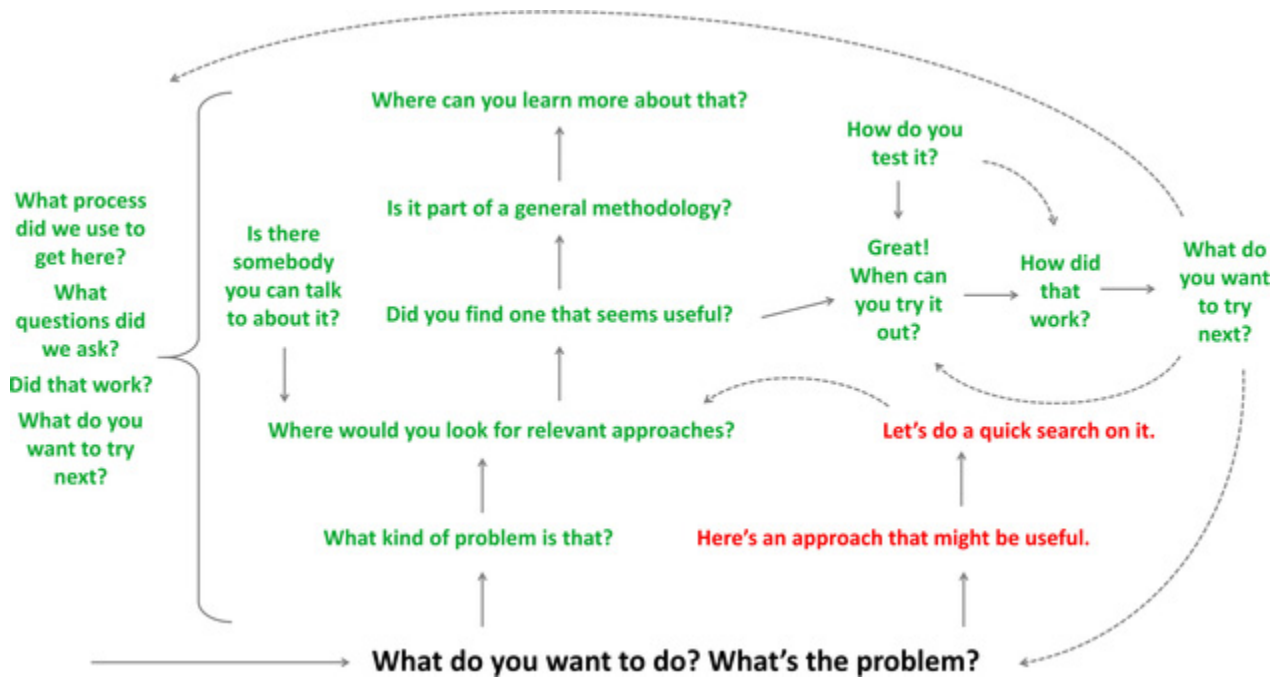 Where can you learn more about that?
How do you
test it?
What process
did we use to
get here?
What
questions did
we ask?
Did that work?
What do you
want to try
next?
Is there
somebody
you can talk
to about it?
Is it part of a general methodology?
Did you find one that seems useful?
Great!
When can
you try it
out?
How did
that
work?
What do
you want
to try
next?
Where would you look for relevant approaches?
Let's do a quick search on it.
What kind of problem is that?
Here's an approach that might be useful.
What do you want to do? What's the problem?